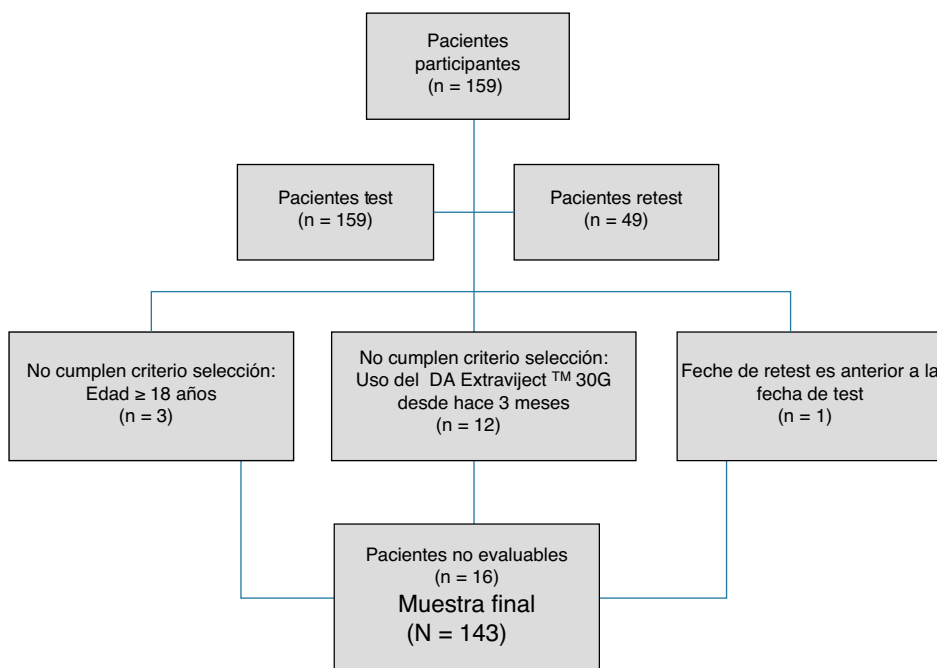 Pacientes
participantes
(n = 159)
Pacientes test
(n = 159)
Pacientes retest
(n = 49)
No cumplen criterio selección:
Edad ≥ 18 años
(n = 3)
No cumplen criterio selección:
Uso del DA Extraviject ™ 30G
desde hace 3 meses
(n = 12)
Feche de retest es anterior a la
fecha de test
(n = 1)
Pacientes no evaluables
(n = 16)
Muestra final
(N = 143)